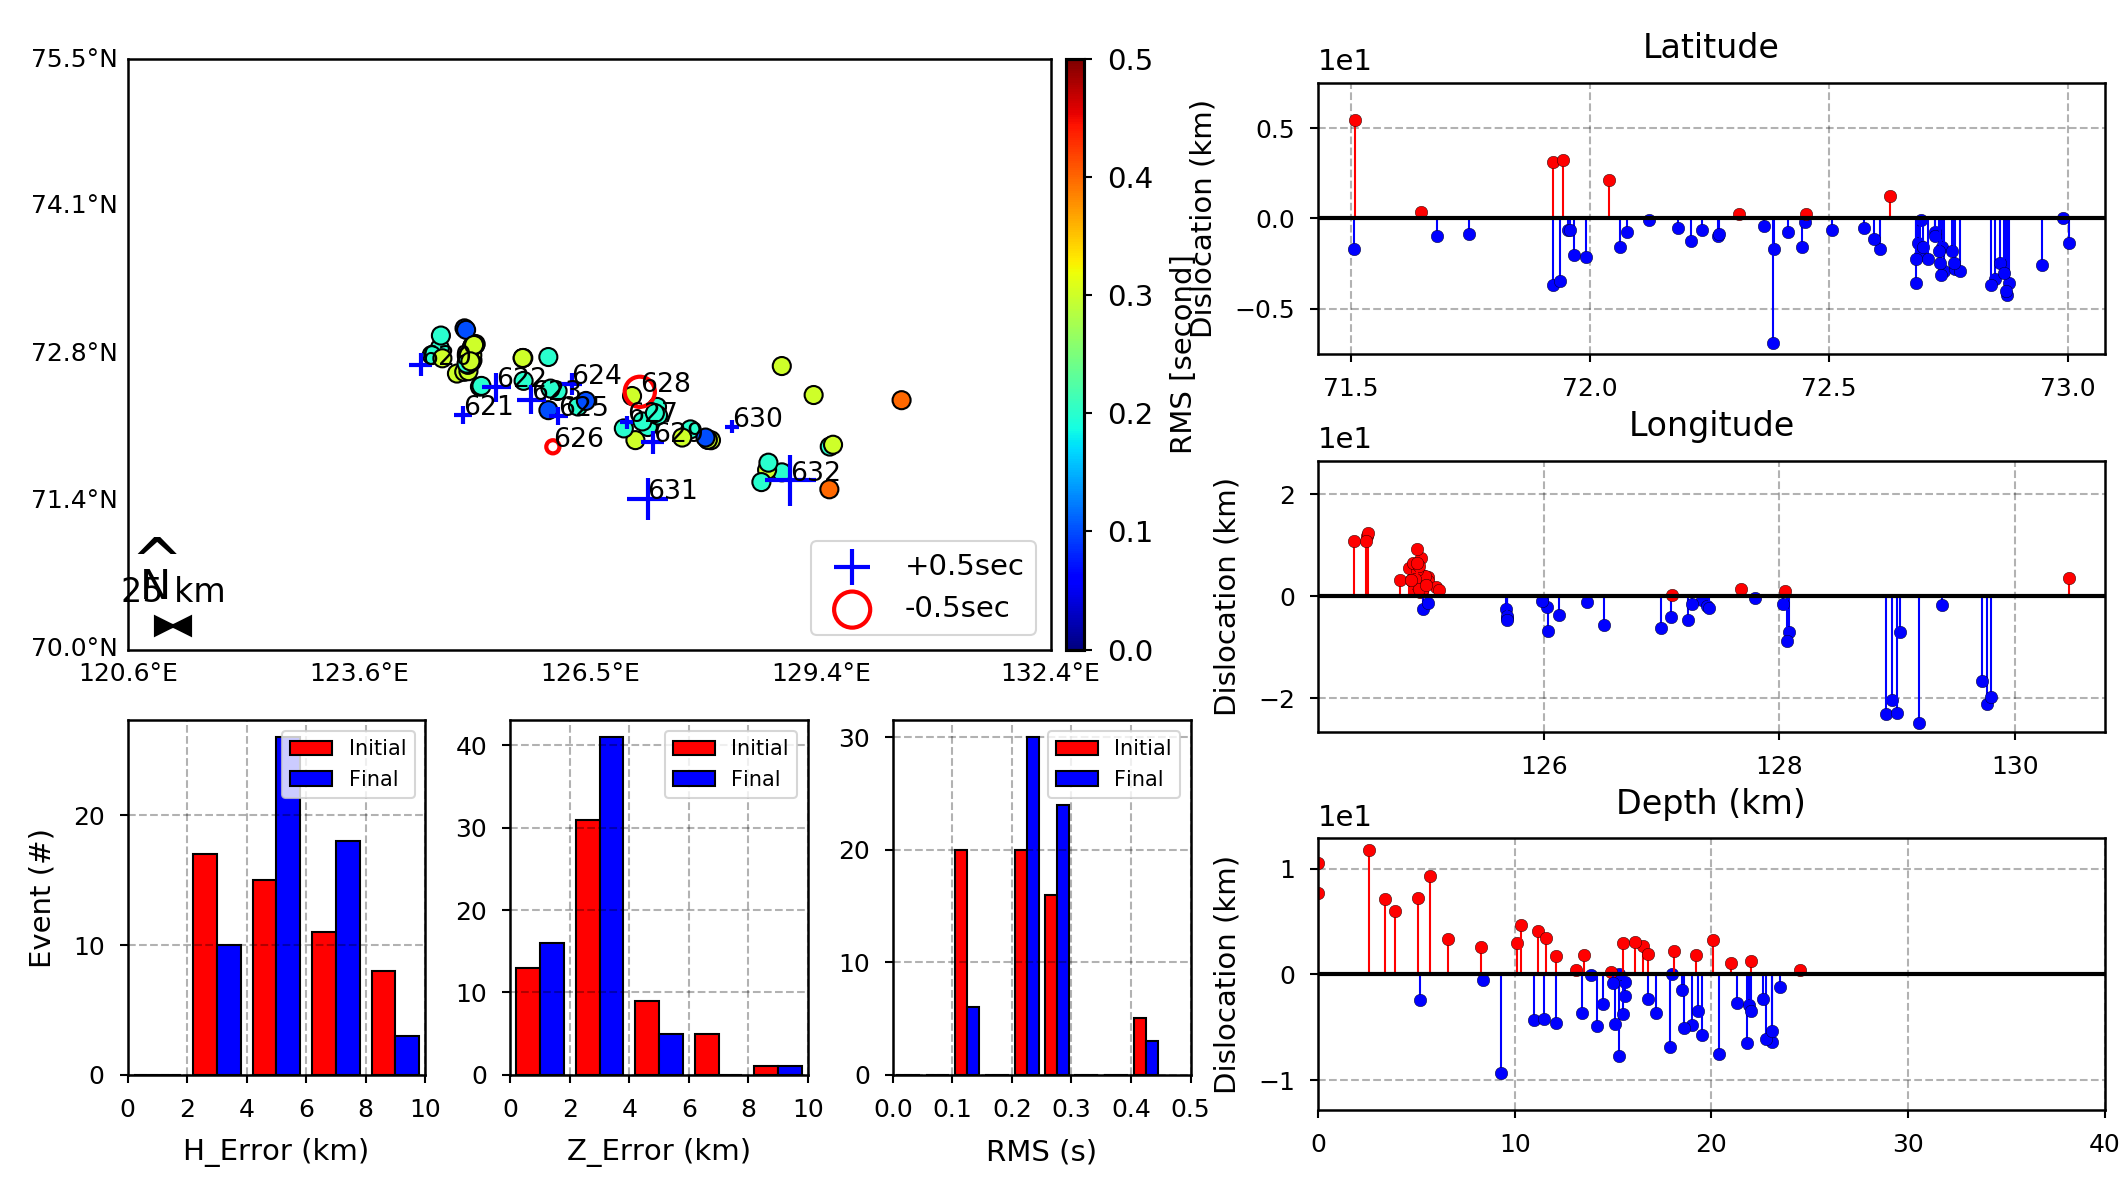 75.5°N
74.1°N
72.8°N
71.4°N
70.0°N
120.6°E
123.6°E
126.5°E
129.4°E
132.4°E
621
622
624
625
626
628
630
631
632
N
25 km
+0.5sec
-0.5sec
0.5
0.4
0.3
0.2
0.1
0.0
RMS [second]
Latitude
1e1
0.5
0.0
−0.5
Dislocation (km)
71.5
72.0
72.5
73.0
Longitude
1e1
2
0
−2
Dislocation (km)
126
128
130
Depth (km)
1e1
1
0
−1
Dislocation (km)
0
10
20
30
40
Event (#)
20
10
0
Initial
Final
0 2 4 6 8 10
H_Error (km)
40
30
20
10
0
Initial
Final
0 2 4 6 8 10
Z_Error (km)
30
20
10
0
Initial
Final
0.0 0.1 0.2 0.3 0.4 0.5
RMS (s)